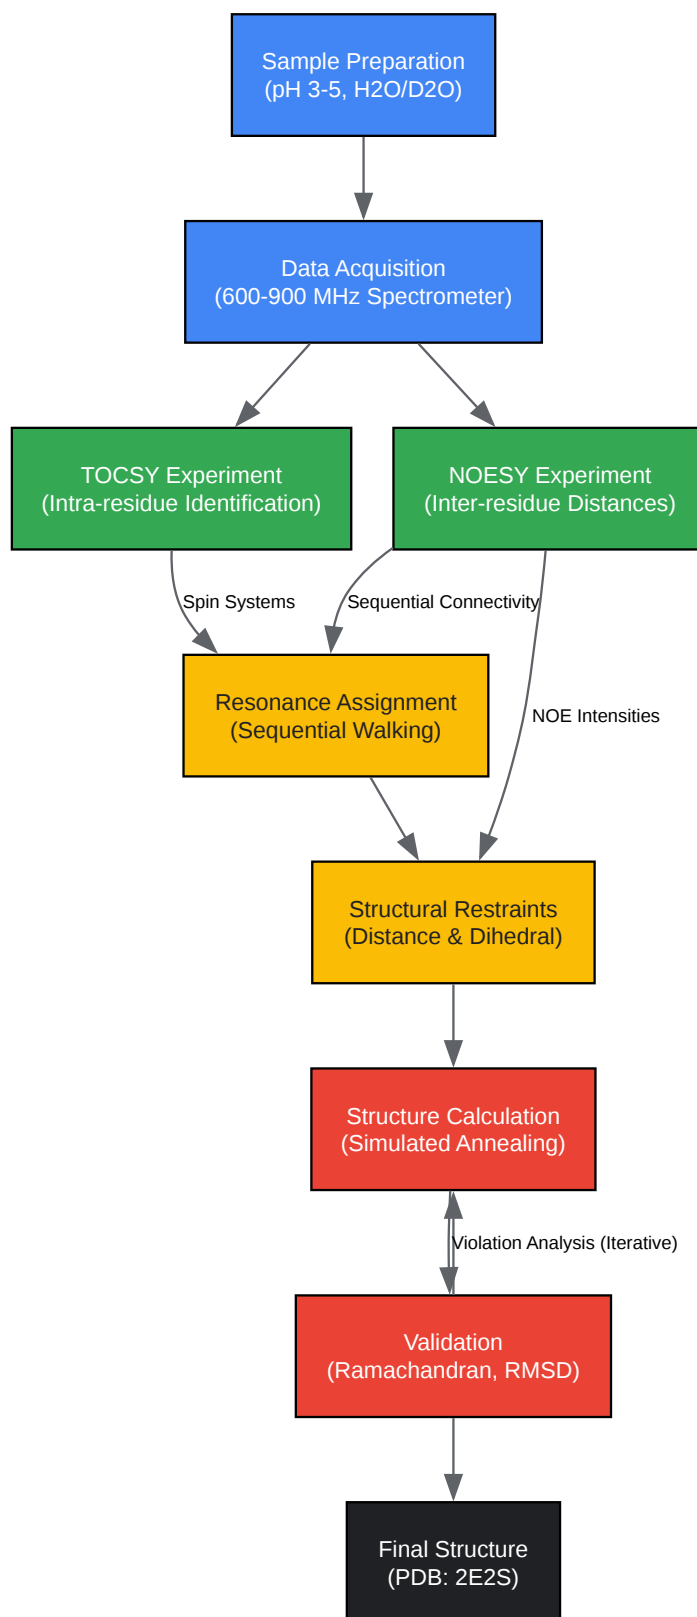 Sample Preparation
(pH 3-5, H2O/D2O)
Data Acquisition
(600-900 MHz Spectrometer)
TOCSY Experiment
(Intra-residue Identification)
NOESY Experiment
(Inter-residue Distances)
Spin Systems
Sequential Connectivity
Resonance Assignment
(Sequential Walking)
NOE Intensities
Structural Restraints
(Distance & Dihedral)
Structure Calculation
(Simulated Annealing)
Violation Analysis (Iterative)
Validation
(Ramachandran, RMSD)
Final Structure
(PDB: 2E2S)